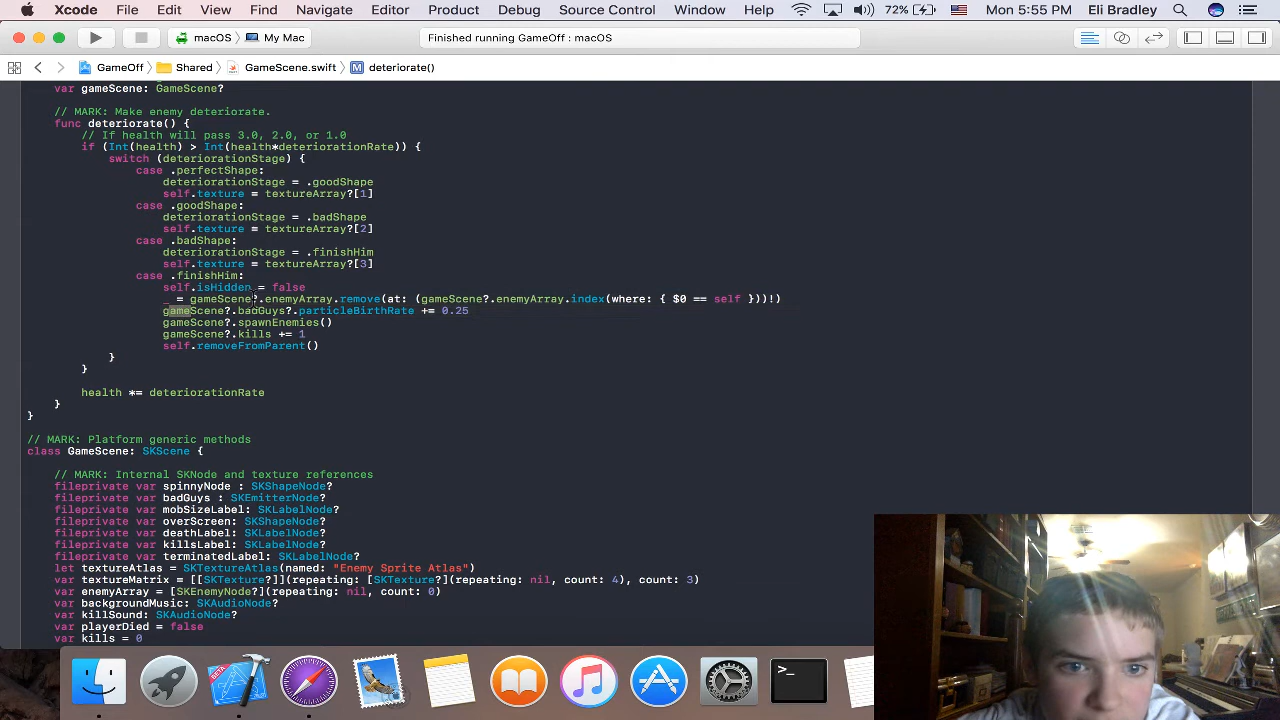 Xcode File Edit View Find Navigate Editor Product Debug Source Control Window Help 72% Mon 5:55 PM Eli Bradley
macOS My Mac Finished running GameOff : macOS
GameOff Shared GameScene.swift M deteriorate()
var gameScene: GameScene?
// MARK: Make enemy deteriorate.
func deteriorate() {
// If health will pass 3.0, 2.0, or 1.0
if (Int(health) > Int(health*deteriorationRate)) {
switch (deteriorationStage) {
case .perfectShape:
deteriorationStage = .goodShape
self.texture = textureArray?[1]
case .goodShape:
deteriorationStage = .badShape
self.texture = textureArray?[2]
case .badShape:
deteriorationStage = .finishHim
self.texture = textureArray?[3]
case .finishHim:
self.isHidden = false
_ = gameScene?.enemyArray.remove(at: (gameScene?.enemyArray.index(where: { $0 == self }))!)
gameScene?.badGuys?.particleBirthRate += 0.25
gameScene?.spawnEnemies()
gameScene?.kills += 1
self.removeFromParent()
}
}
health *= deteriorationRate
}
}
// MARK: Platform generic methods
class GameScene: SKScene {
// MARK: Internal SKNode and texture references
fileprivate var spinnyNode : SKShapeNode?
fileprivate var badGuys : SKEmitterNode?
fileprivate var mobSizeLabel: SKLabelNode?
fileprivate var overScreen: SKShapeNode?
fileprivate var deathLabel: SKLabelNode?
fileprivate var killsLabel: SKLabelNode?
fileprivate var terminatedLabel: SKLabelNode?
let textureAtlas = SKTextureAtlas(named: "Enemy Sprite Atlas")
var textureMatrix = [[SKTexture?]](repeating: [SKTexture?](repeating: nil, count: 4), count: 3)
var enemyArray = [SKEnemyNode?](repeating: nil, count: 0)
var backgroundMusic: SKAudioNode?
var killSound: SKAudioNode?
var playerDied = false
var kills = 0